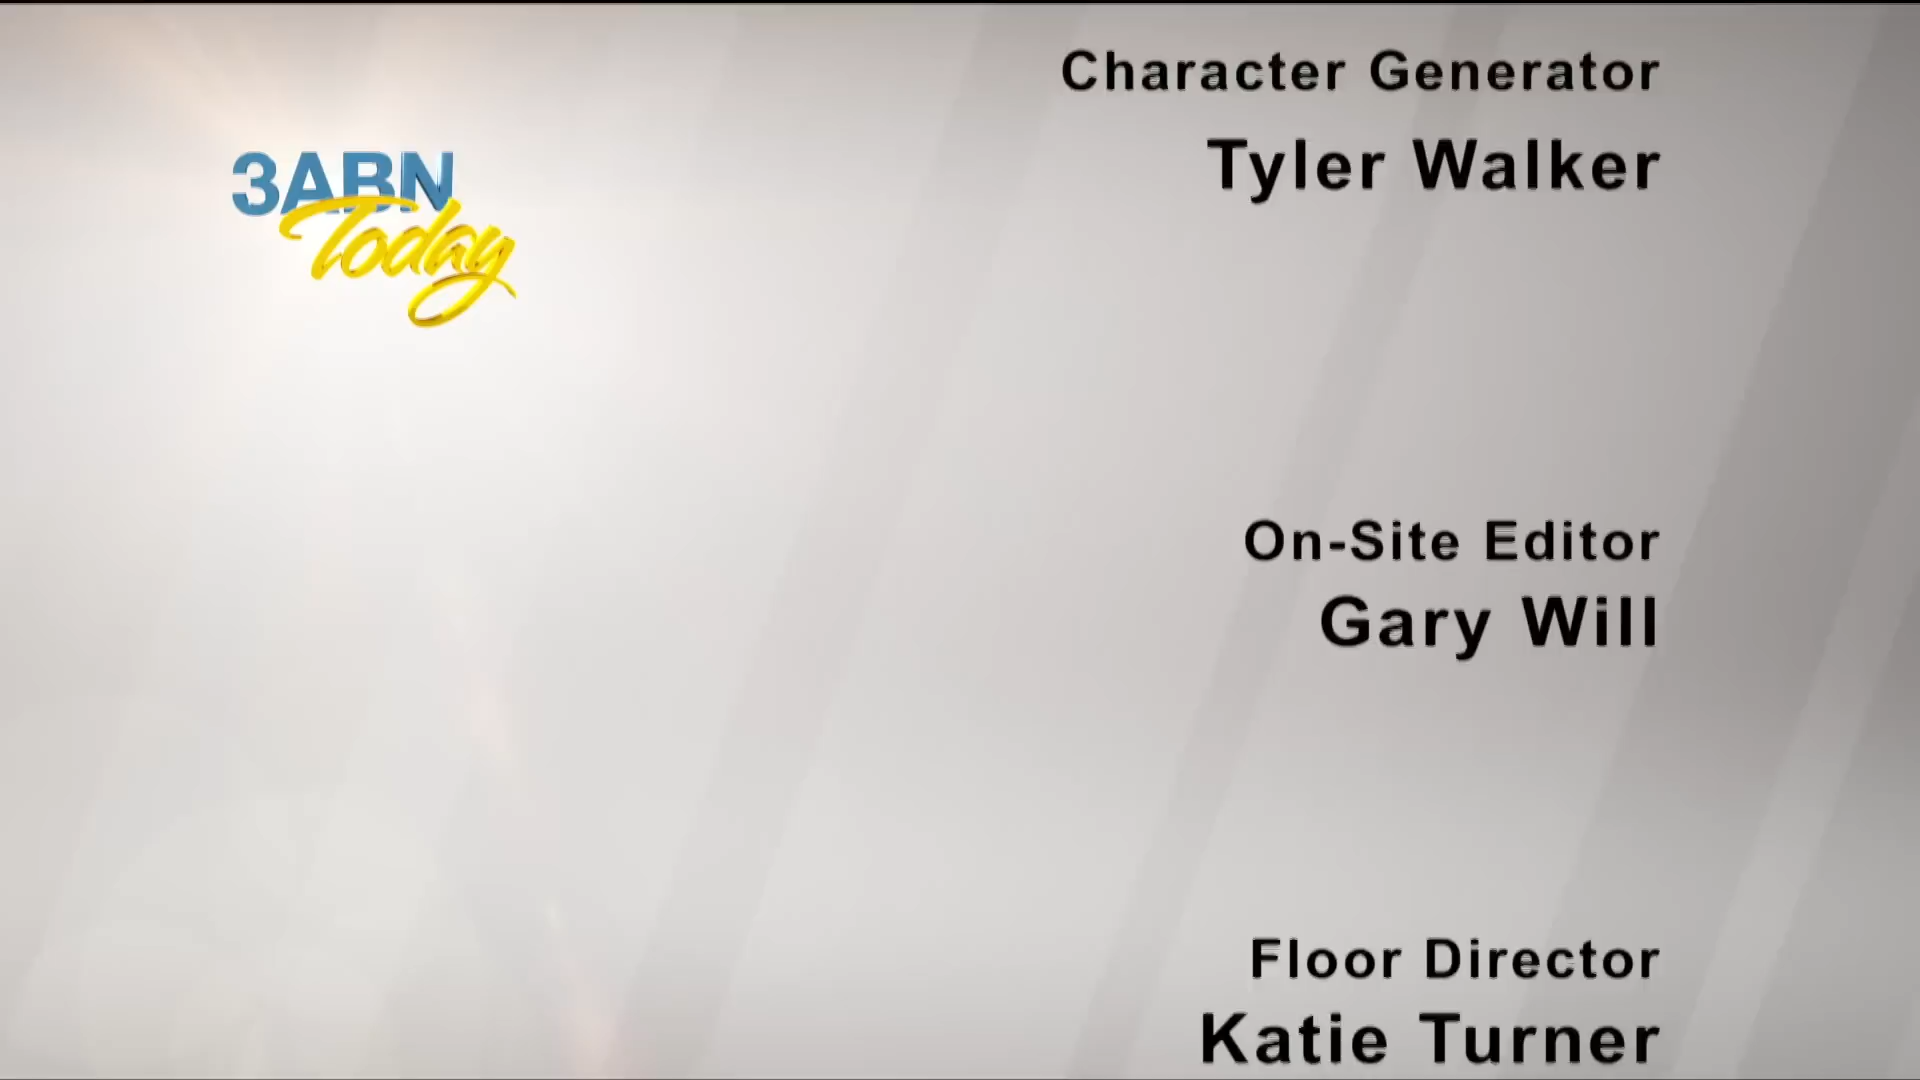 3ABN
Today
Character Generator
Tyler Walker
On-Site Editor
Gary Will
Floor Director
Katie Turner